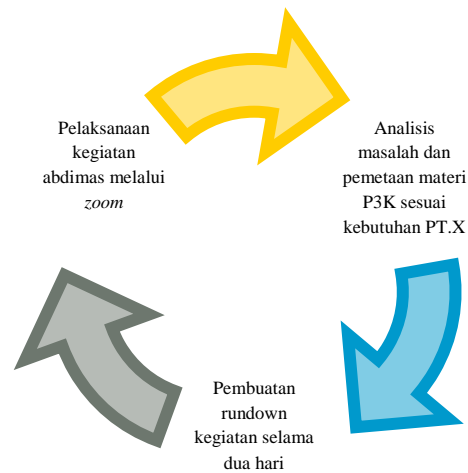 Pelaksanaan
kegiatan
abdimas melalui
zoom
Analisis
masalah dan
pemetaan materi
P3K sesuai
kebutuhan PT.X
Pembuatan
rundown
kegiatan selama
dua hari